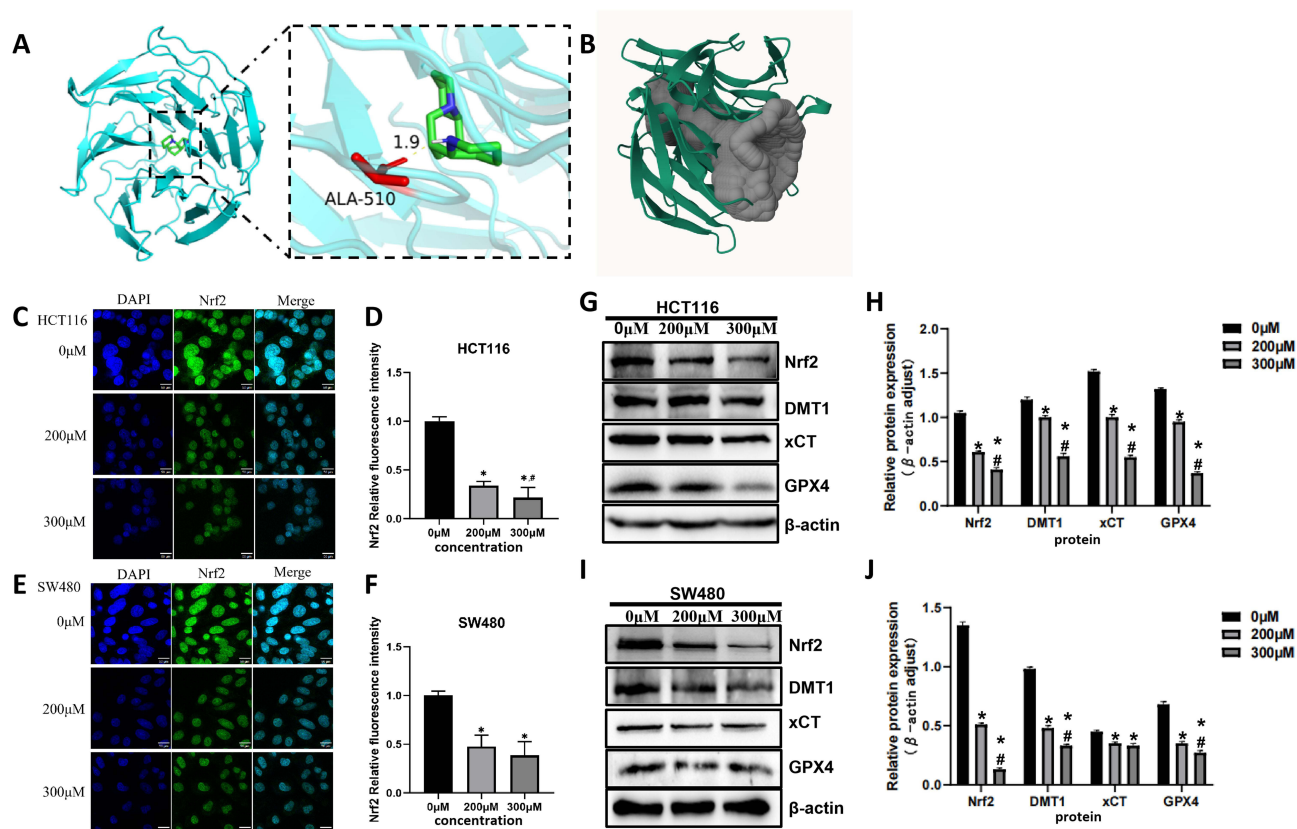 A
1.9
ALA-510
B
C
DAPI Nrf2 Merge
HCT116
0μM
200μM
300μM
D
HCT116
Nrf2 Relative fluorescence intensity
1.5
1.0
0.5
0.0
* *,#
0μM 200μM 300μM
concentration
E
DAPI Nrf2 Merge
SW480
0μM
200μM
300μM
F
SW480
Nrf2 Relative fluorescence intensity
1.5
1.0
0.5
0.0
* *
0μM 200μM 300μM
concentration
G
HCT116
0μM 200μM 300μM
Nrf2
DMT1
xCT
GPX4
β-actin
H
Relative protein expression
(β-actin adjust)
2.0
1.5
1.0
0.5
0.0
* * # * * # * * # * * #
Nrf2 DMT1 xCT GPX4
protein
0μM
200μM
300μM
I
SW480
0μM 200μM 300μM
Nrf2
DMT1
xCT
GPX4
β-actin
J
Relative protein expression
(β-actin adjust)
1.5
1.0
0.5
0.0
* * # * * # * * * * #
Nrf2 DMT1 xCT GPX4
protein
0μM
200μM
300μM